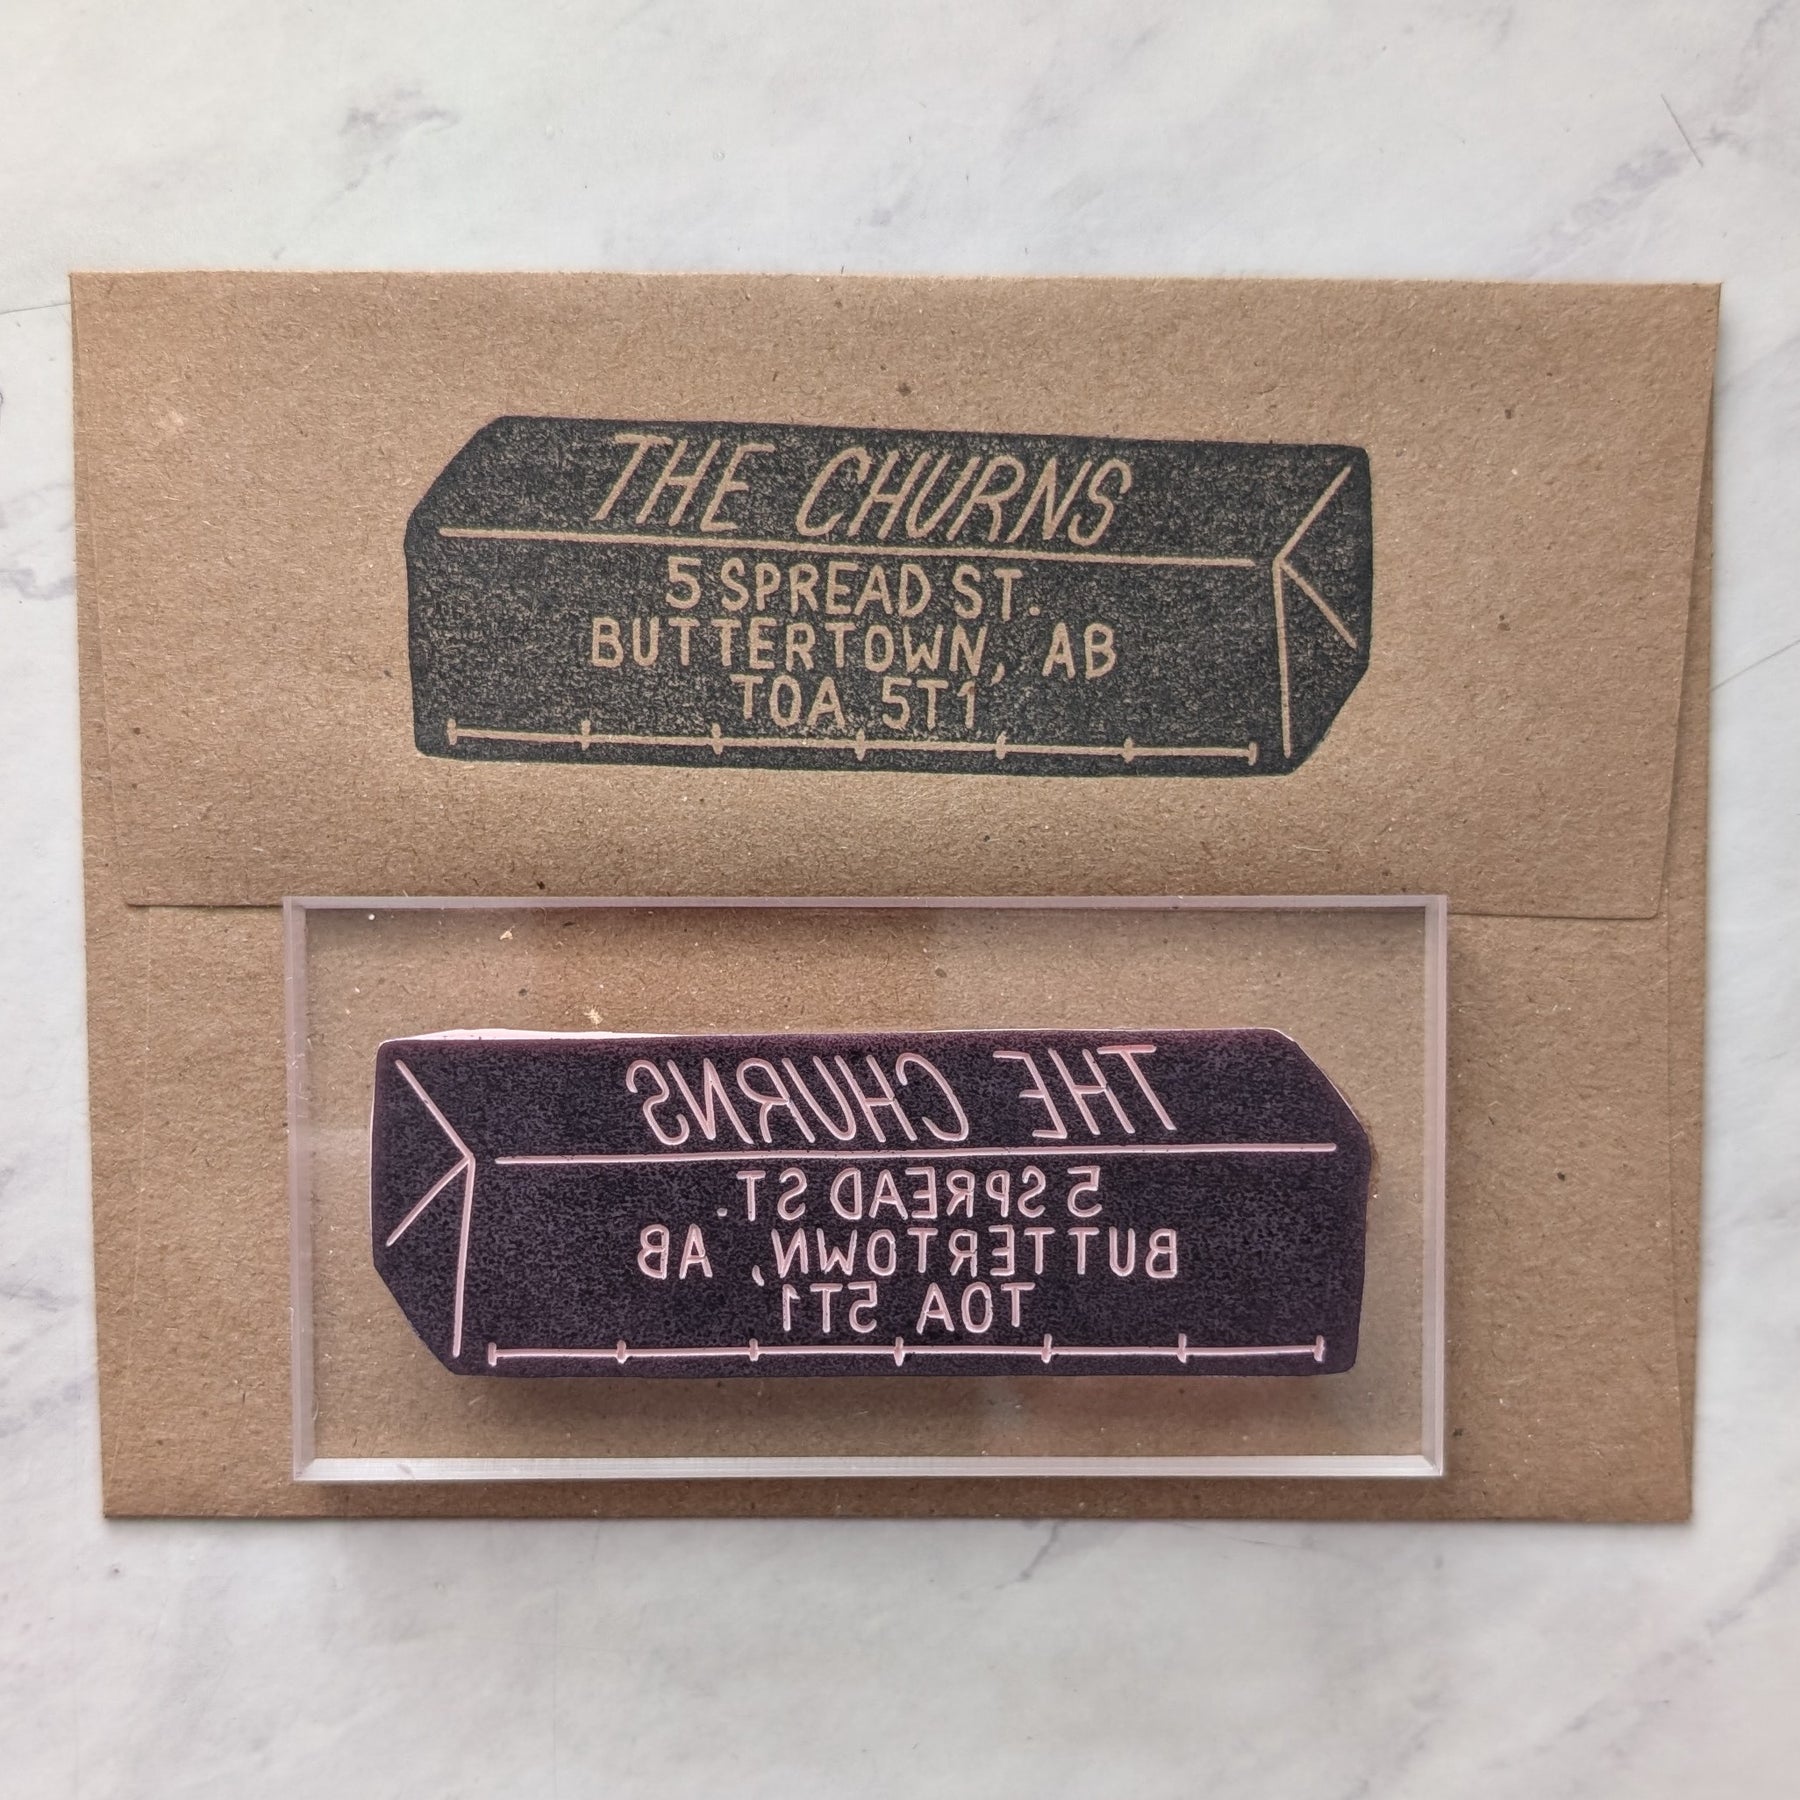 THE CHURNS
5 SPREAD ST.
BUTTERTOWN, AB
TOA 5T1
THE CHURNS
5 SPREAD ST.
BUTTERTOWN, AB
TOA 5T1